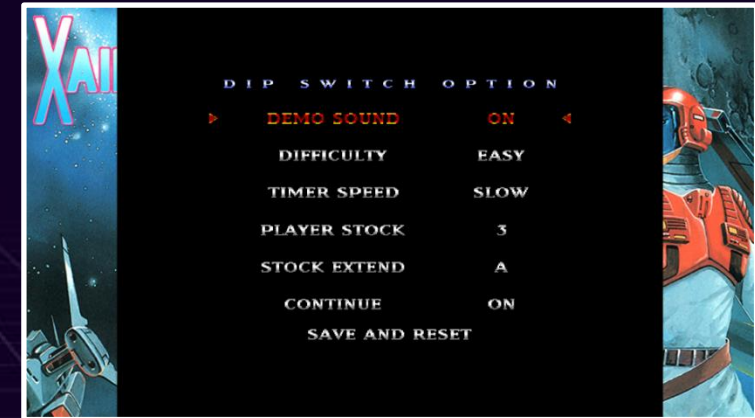 XAI
DIP SWITCH OPTION
DEMO SOUND ON
DIFFICULTY EASY
TIMER SPEED SLOW
PLAYER STOCK 3
STOCK EXTEND A
CONTINUE ON
SAVE AND RESET